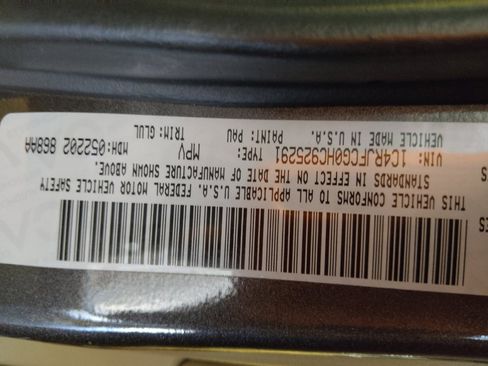 THIS VEHICLE CONFORMS TO ALL APPLICABLE U.S.A. FEDERAL MOTOR VEHICLE SAFETY
STANDARDS IN EFFECT ON THE DATE OF MANUFACTURE SHOWN ABOVE.
VIN: 1C4RJFCG0HC925291 TYPE: MPV MDH: 052202 868AA
VEHICLE MADE IN U.S.A. PAINT: PAU TRIM: GLUL